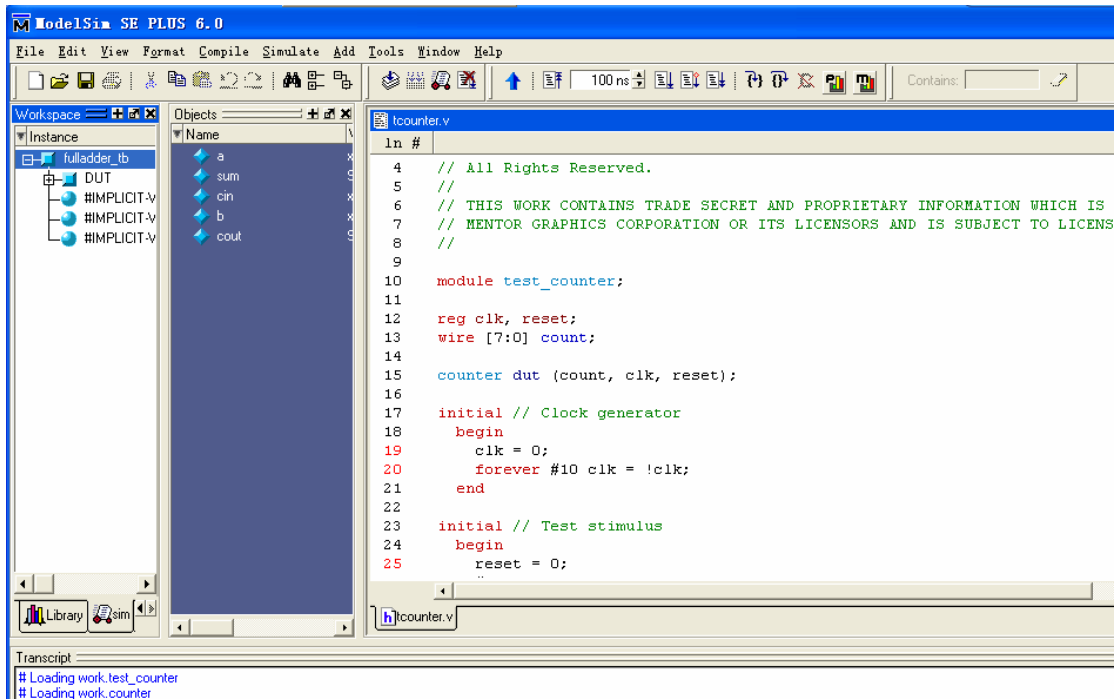 ModelSim SE PLUS 6.0
File Edit View Format Compile Simulate Add Tools Window Help
100 ns
Contains:
Workspace
Instance
fulladder_tb
DUT
#IMPLICIT-V
#IMPLICIT-V
#IMPLICIT-V
Library sim
Objects
Name
a x
sum S
cin x
b x
cout S
tcounter.v
ln #
4 // All Rights Reserved.
5 //
6 // THIS WORK CONTAINS TRADE SECRET AND PROPRIETARY INFORMATION WHICH IS
7 // MENTOR GRAPHICS CORPORATION OR ITS LICENSORS AND IS SUBJECT TO LICENS
8 //
9
10 module test_counter;
11
12 reg clk, reset;
13 wire [7:0] count;
14
15 counter dut (count, clk, reset);
16
17 initial // Clock generator
18 begin
19 clk = 0;
20 forever #10 clk = !clk;
21 end
22
23 initial // Test stimulus
24 begin
25 reset = 0;
tcounter.v
Transcript
# Loading work.test_counter
# Loading work.counter